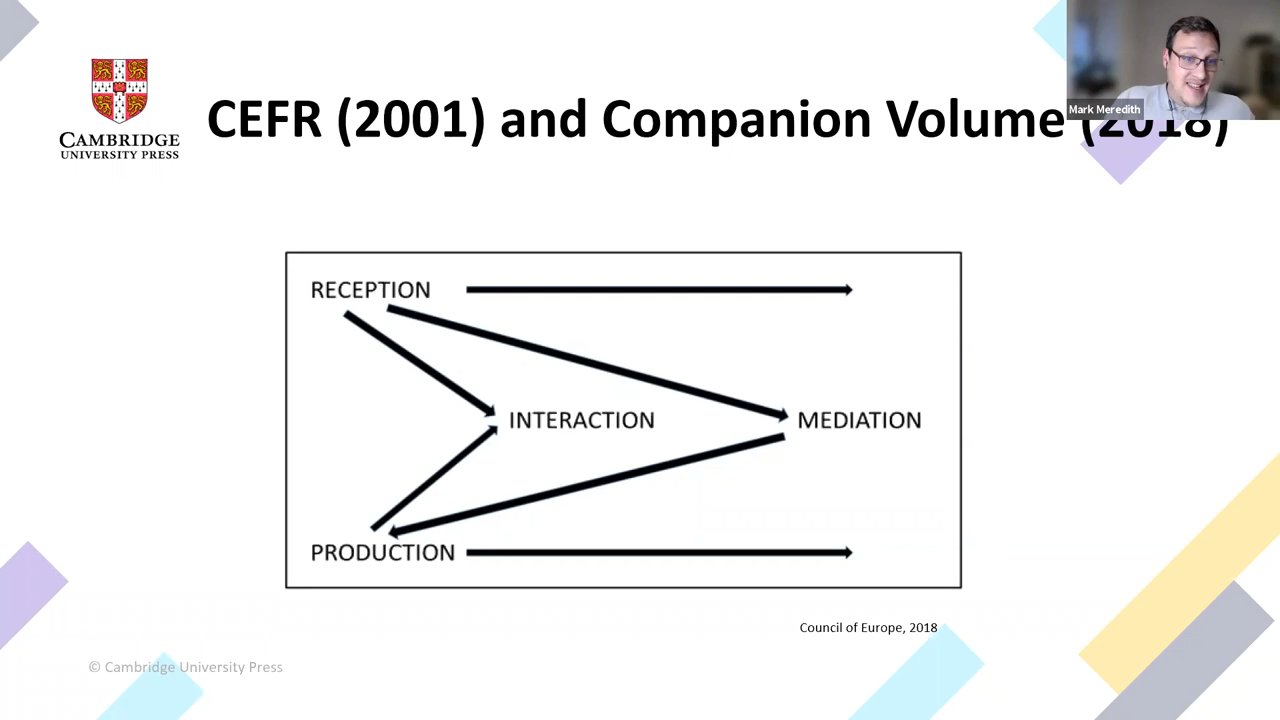 CAMBRIDGE
UNIVERSITY PRESS
CEFR (2001) and Companion Volume (2018)
Mark Meredith
RECEPTION
INTERACTION
MEDIATION
PRODUCTION
Council of Europe, 2018
© Cambridge University Press